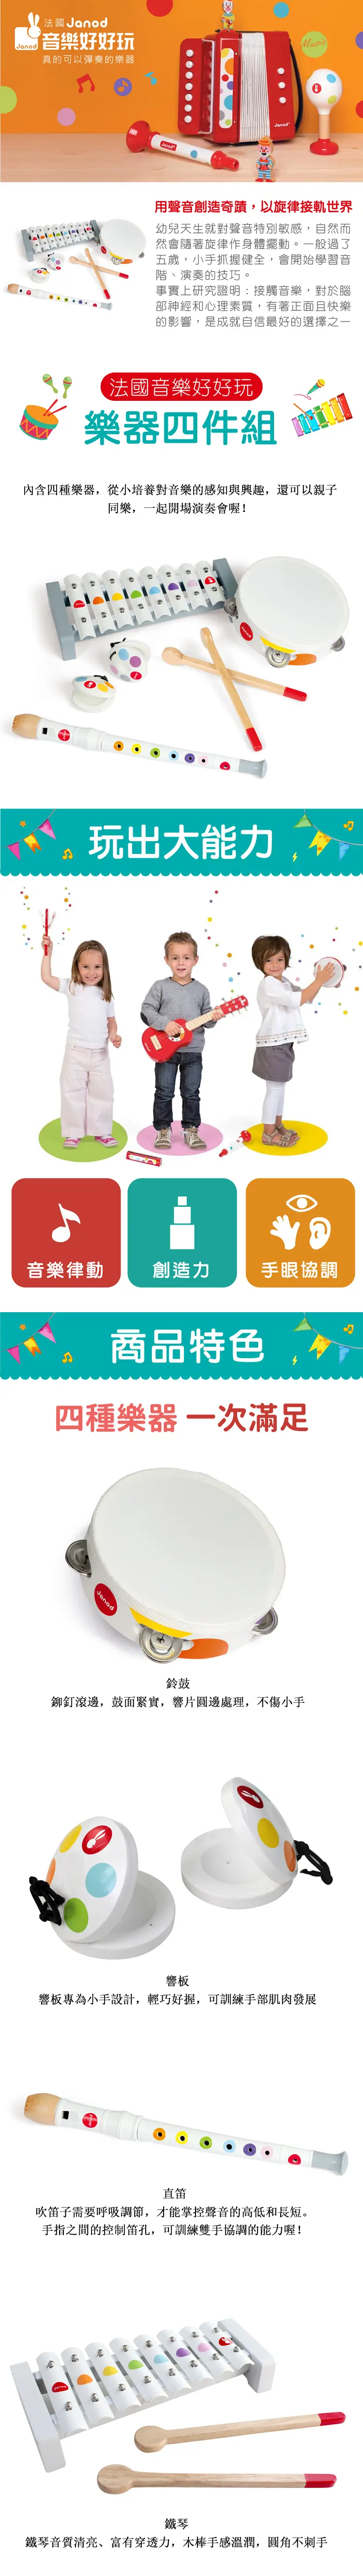 法國 Janod
Janod
音樂好好玩
真的可以彈奏的樂器
Music
Janod
用聲音創造奇蹟，以旋律接軌世界
幼兒天生就對聲音特別敏感，自然而
然會隨著旋律作身體擺動。一般過了
五歲，小手抓握健全，會開始學習音
階、演奏的技巧。
事實上研究證明：接觸音樂，對於腦
部神經和心理素質，有著正面且快樂
的影響，是成就自信最好的選擇之一
法國音樂好好玩
樂器四件組
內含四種樂器，從小培養對音樂的感知與興趣，還可以親子
同樂，一起開場演奏會喔！
玩出大能力
音樂律動
創造力
手眼協調
商品特色
四種樂器 一次滿足
Janod
鈴鼓
鉚釘滾邊，鼓面緊實，響片圓邊處理，不傷小手
響板
響板專為小手設計，輕巧好握，可訓練手部肌肉發展
直笛
吹笛子需要呼吸調節，才能掌控聲音的高低和長短。
手指之間的控制笛孔，可訓練雙手協調的能力喔！
鐵琴
鐵琴音質清亮、富有穿透力，木棒手感溫潤，圓角不刺手